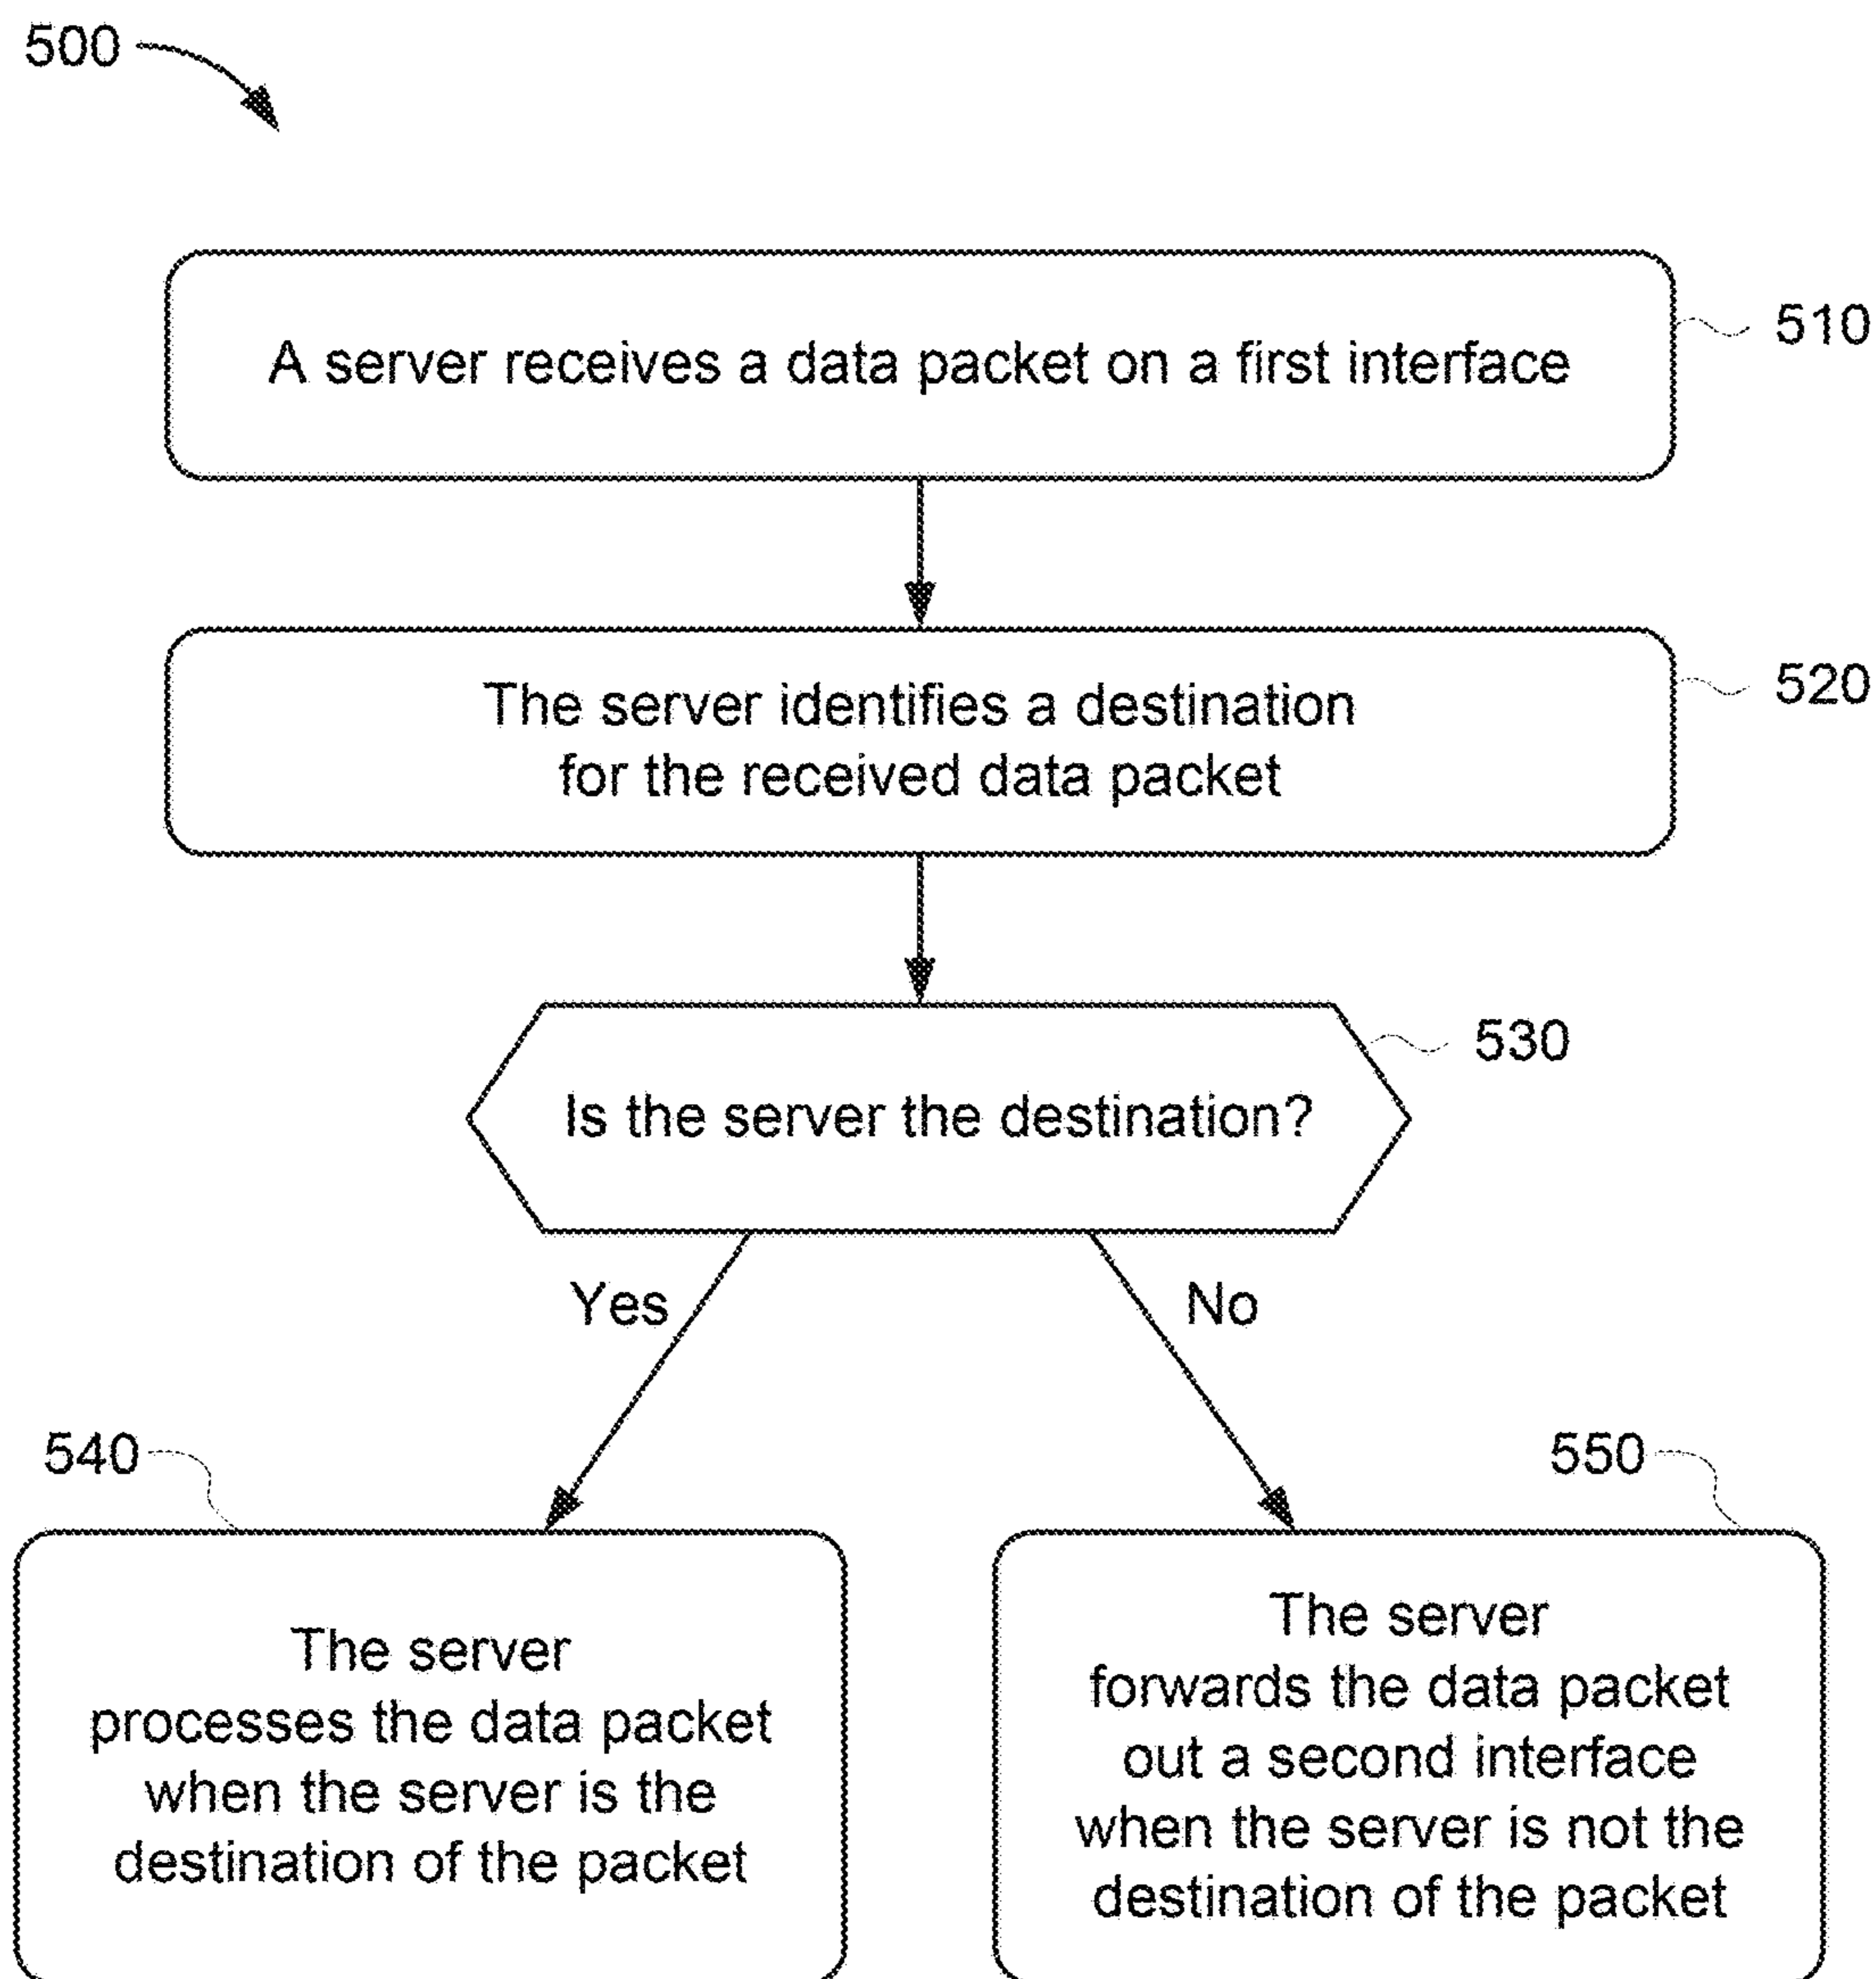 500
A server receives a data packet on a first interface
510
The server identifies a destination
for the received data packet
520
Is the server the destination?
530
Yes
No
540
The server
processes the data packet
when the server is the
destination of the packet
550
The server
forwards the data packet
out a second interface
when the server is not the
destination of the packet